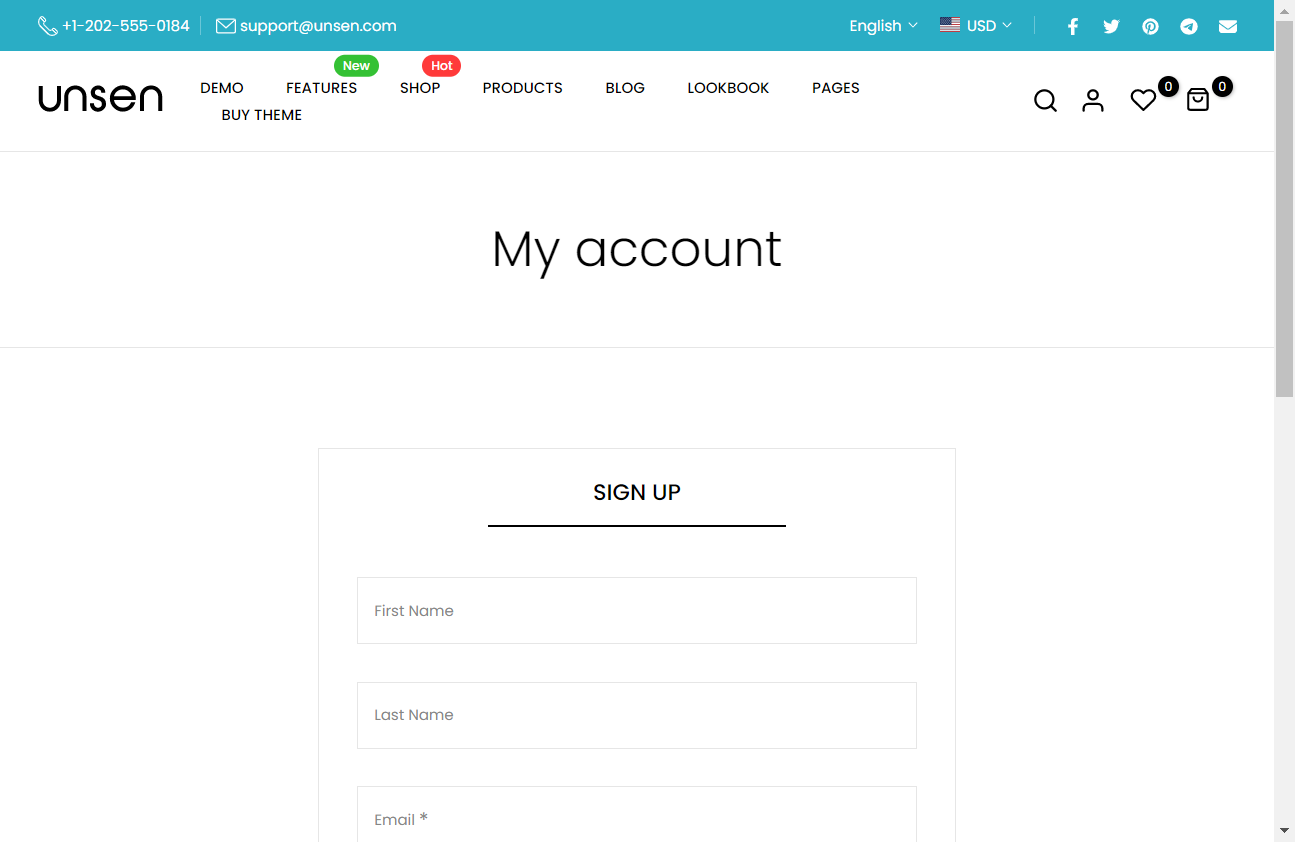 +1-202-555-0184 support@unsen.com English USD
New Hot
unsen DEMO FEATURES SHOP PRODUCTS BLOG LOOKBOOK PAGES 0 0
BUY THEME
My account
SIGN UP
First Name
Last Name
Email *